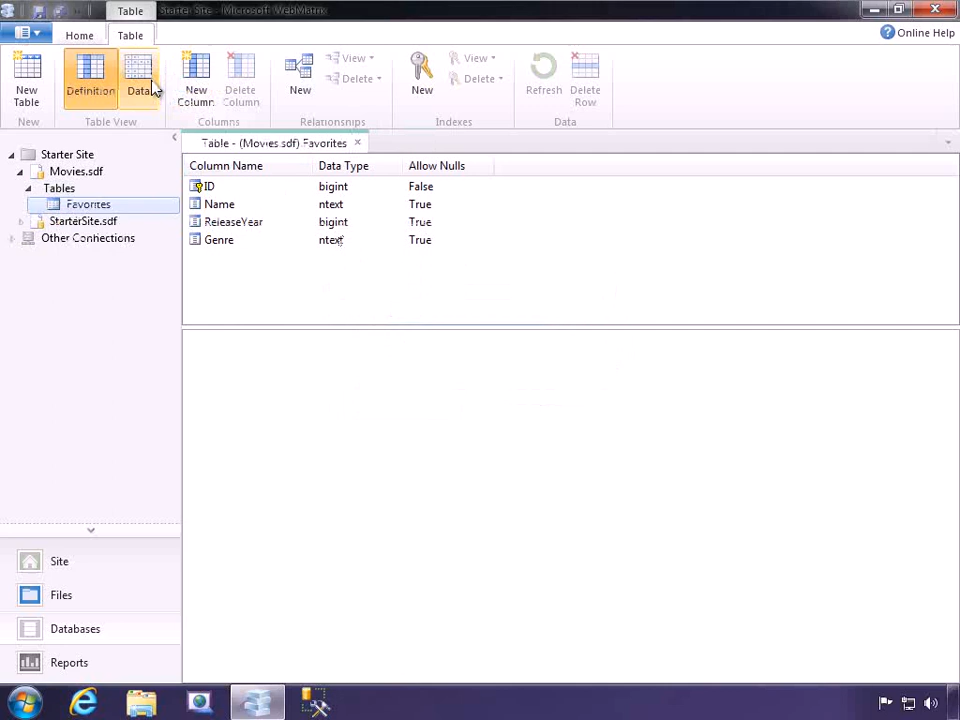 Table
Starter Site - Microsoft WebMatrix
Home
Table
Online Help
New Table
Definition
Data
New Column
Delete Column
New
View
Delete
New
View
Delete
Refresh
Delete Row
New
Table View
Columns
Relationships
Indexes
Data
Starter Site
Movies.sdf
Tables
Favorites
StarterSite.sdf
Other Connections
Table - (Movies.sdf).Favorites
Column Name Data Type Allow Nulls
ID bigint False
Name ntext True
ReleaseYear bigint True
Genre ntext True
Site
Files
Databases
Reports